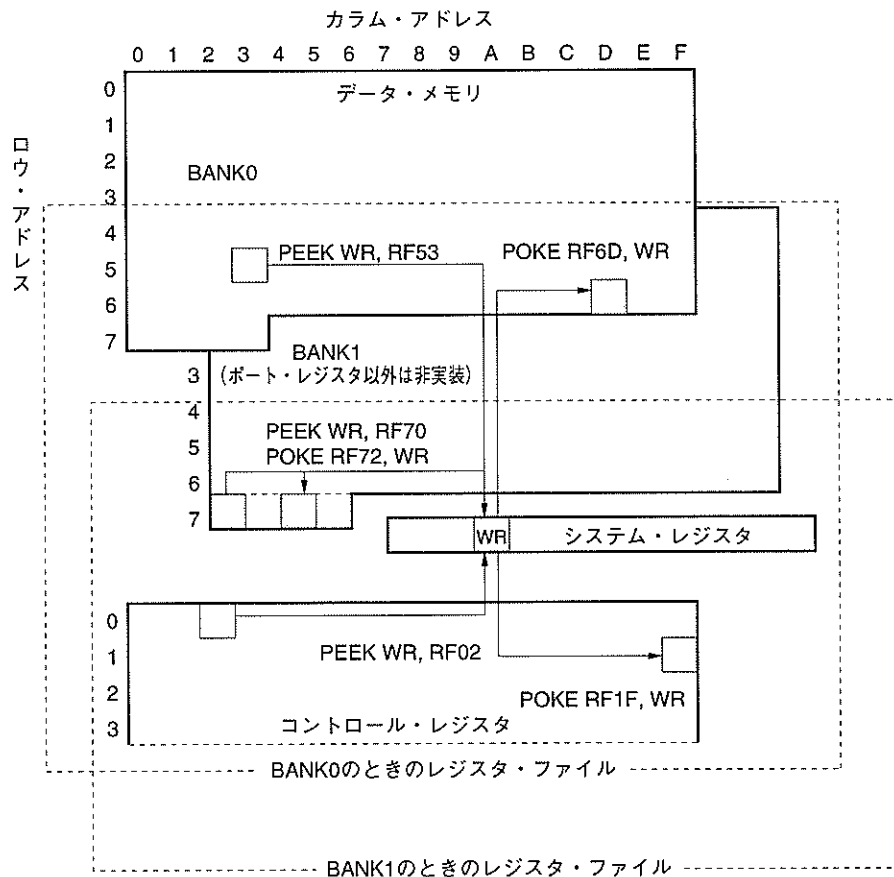 カラム・アドレス
0 1 2 3 4 5 6 7 8 9 A B C D E F
ロウ・アドレス
0
1
2
3
4
5
6
7
データ・メモリ
BANK0
PEEK WR, RF53
POKE RF6D, WR
BANK1
(ポート・レジスタ以外は非実装)
3
4
5
6
7
PEEK WR, RF70
POKE RF72, WR
WR
システム・レジスタ
0
1
2
3
PEEK WR, RF02
POKE RF1F, WR
コントロール・レジスタ
BANK0のときのレジスタ・ファイル
BANK1のときのレジスタ・ファイル